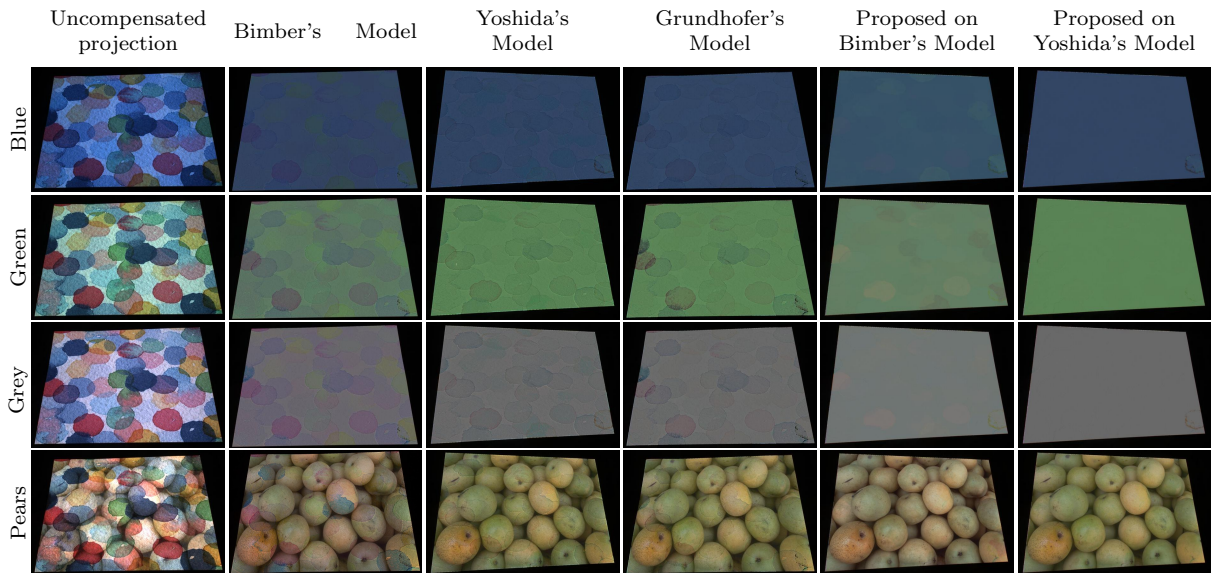 Uncompensated
projection
Bimber's Model
Yoshida's
Model
Grundhofer's
Model
Proposed on
Bimber's Model
Proposed on
Yoshida's Model
Blue
Green
Grey
Pears